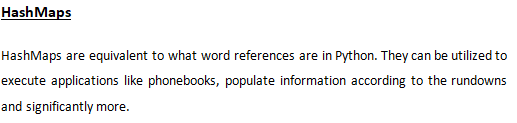 HashMaps
HashMaps are equivalent to what word references are in Python. They can be utilized to
execute applications like phonebooks, populate information according to the rundowns
and significantly more.